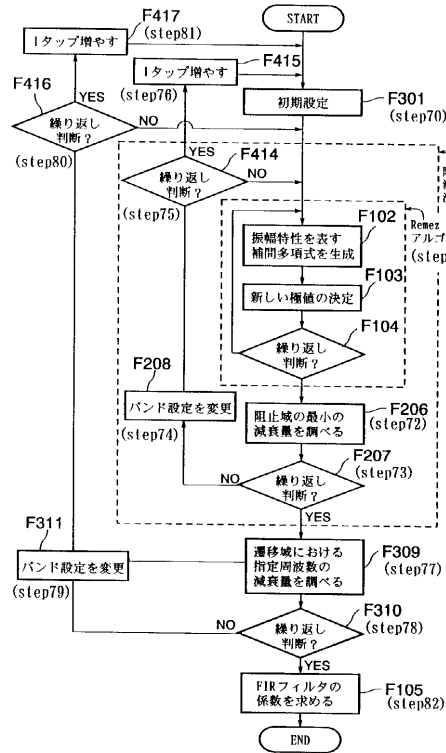 F417
(step81)
START
1タップ増やす
F415
1タップ増やす
(step76)
F416
YES
初期設定
F301
(step70)
繰り返し
判断？
NO
(step80)
YES
F414
繰り返し
判断？
NO
(step75)
F102
Remez
振幅特性を表す
補間多項式を生成
F103
新しい極値の決定
F104
繰り返し
判断？
F208
バンド設定を変更
(step74)
阻止域の最小の
減衰量を調べる
F206
(step72)
F207
(step73)
NO
繰り返し
判断？
YES
F311
バンド設定を変更
(step79)
遷移域における
指定周波数の
減衰量を調べる
F309
(step77)
NO
F310
(step78)
繰り返し
判断？
YES
FIRフィルタの
係数を求める
F105
(step82)
END